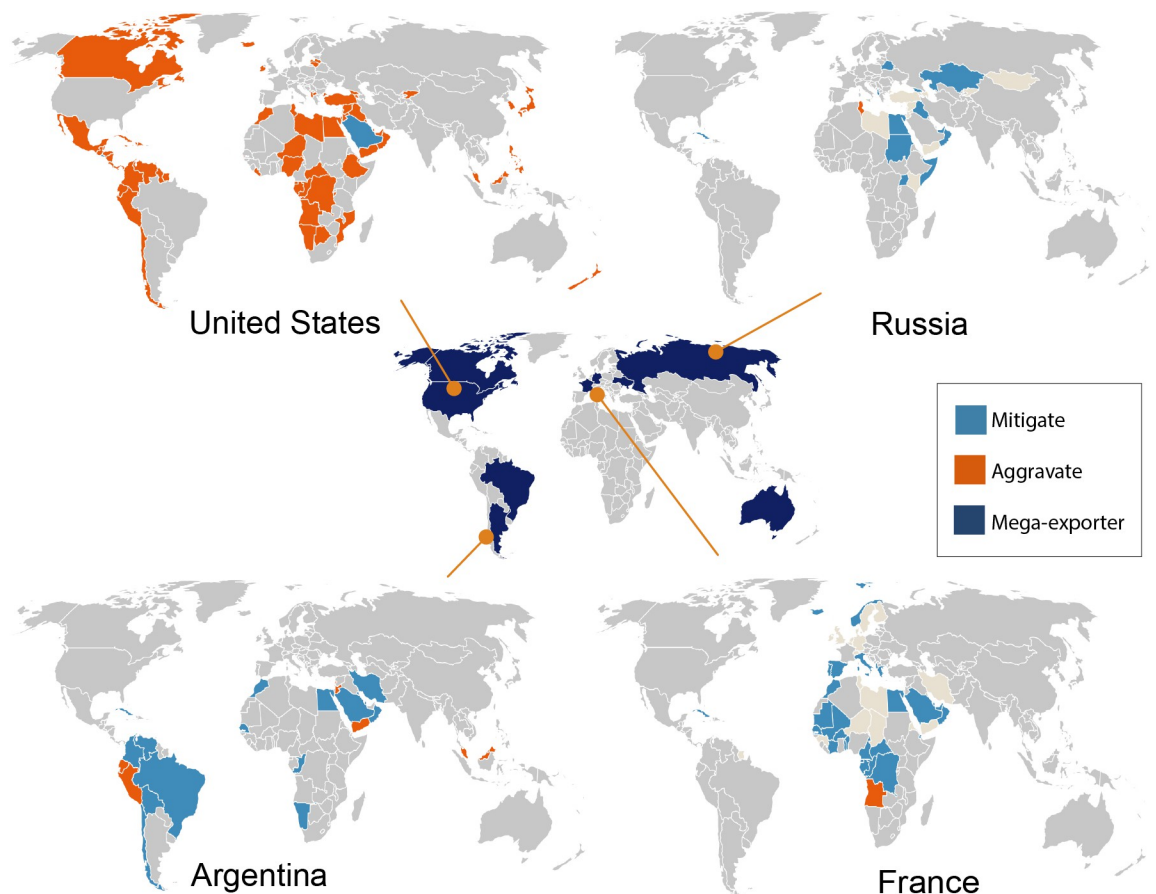 United States
Russia
Mitigate
Aggravate
Mega-exporter
Argentina
France